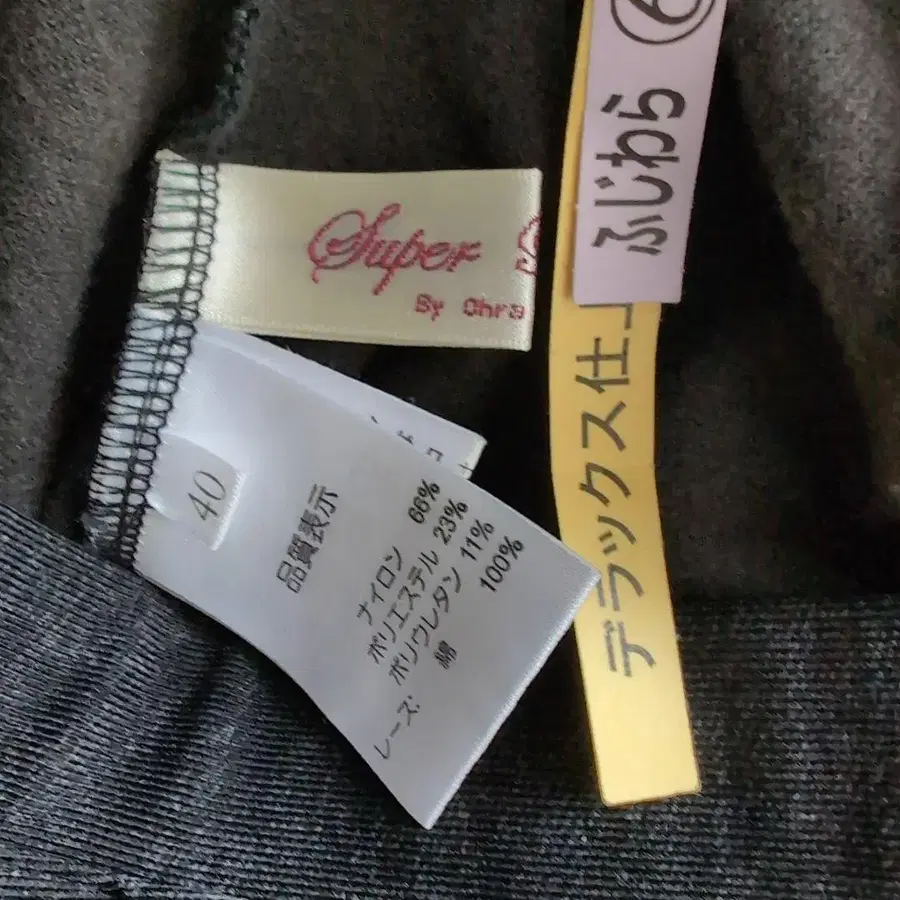 Super
By Ohra
40
品質表示
ナイロン 66%
ポリエステル 23%
ポリウレタン 11%
レース: 綿 100%
ふじわら
デラックス仕